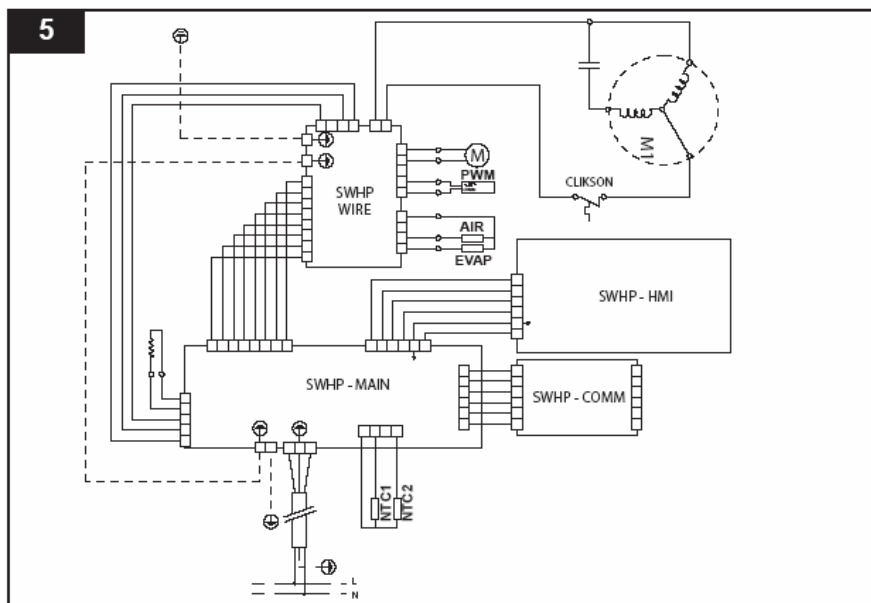 5
M1
SWHP
WIRE
M
PWM
CLIKSON
AIR
EVAP
SWHP - HMI
SWHP - MAIN
SWHP - COMM
NTC1
NTC2
L
N